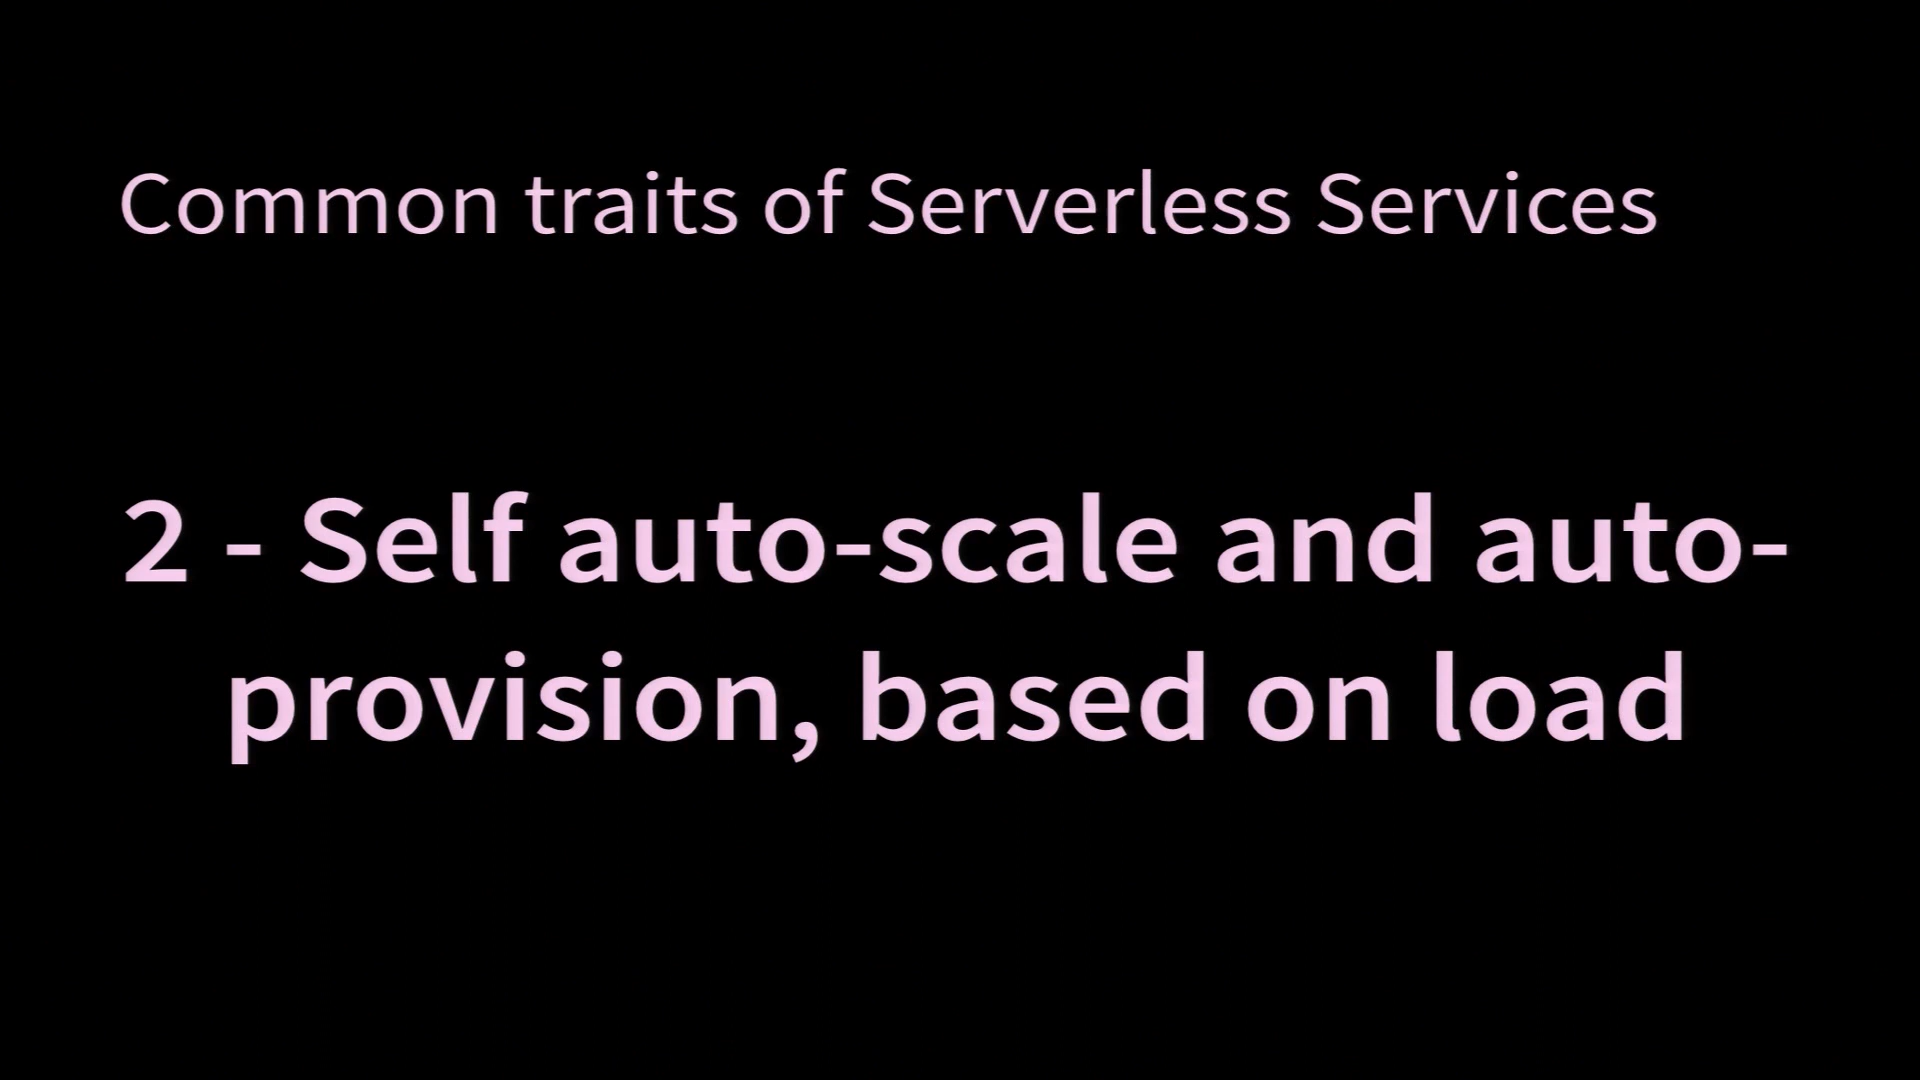 Common traits of Serverless Services
2 - Self auto-scale and auto-
provision, based on load